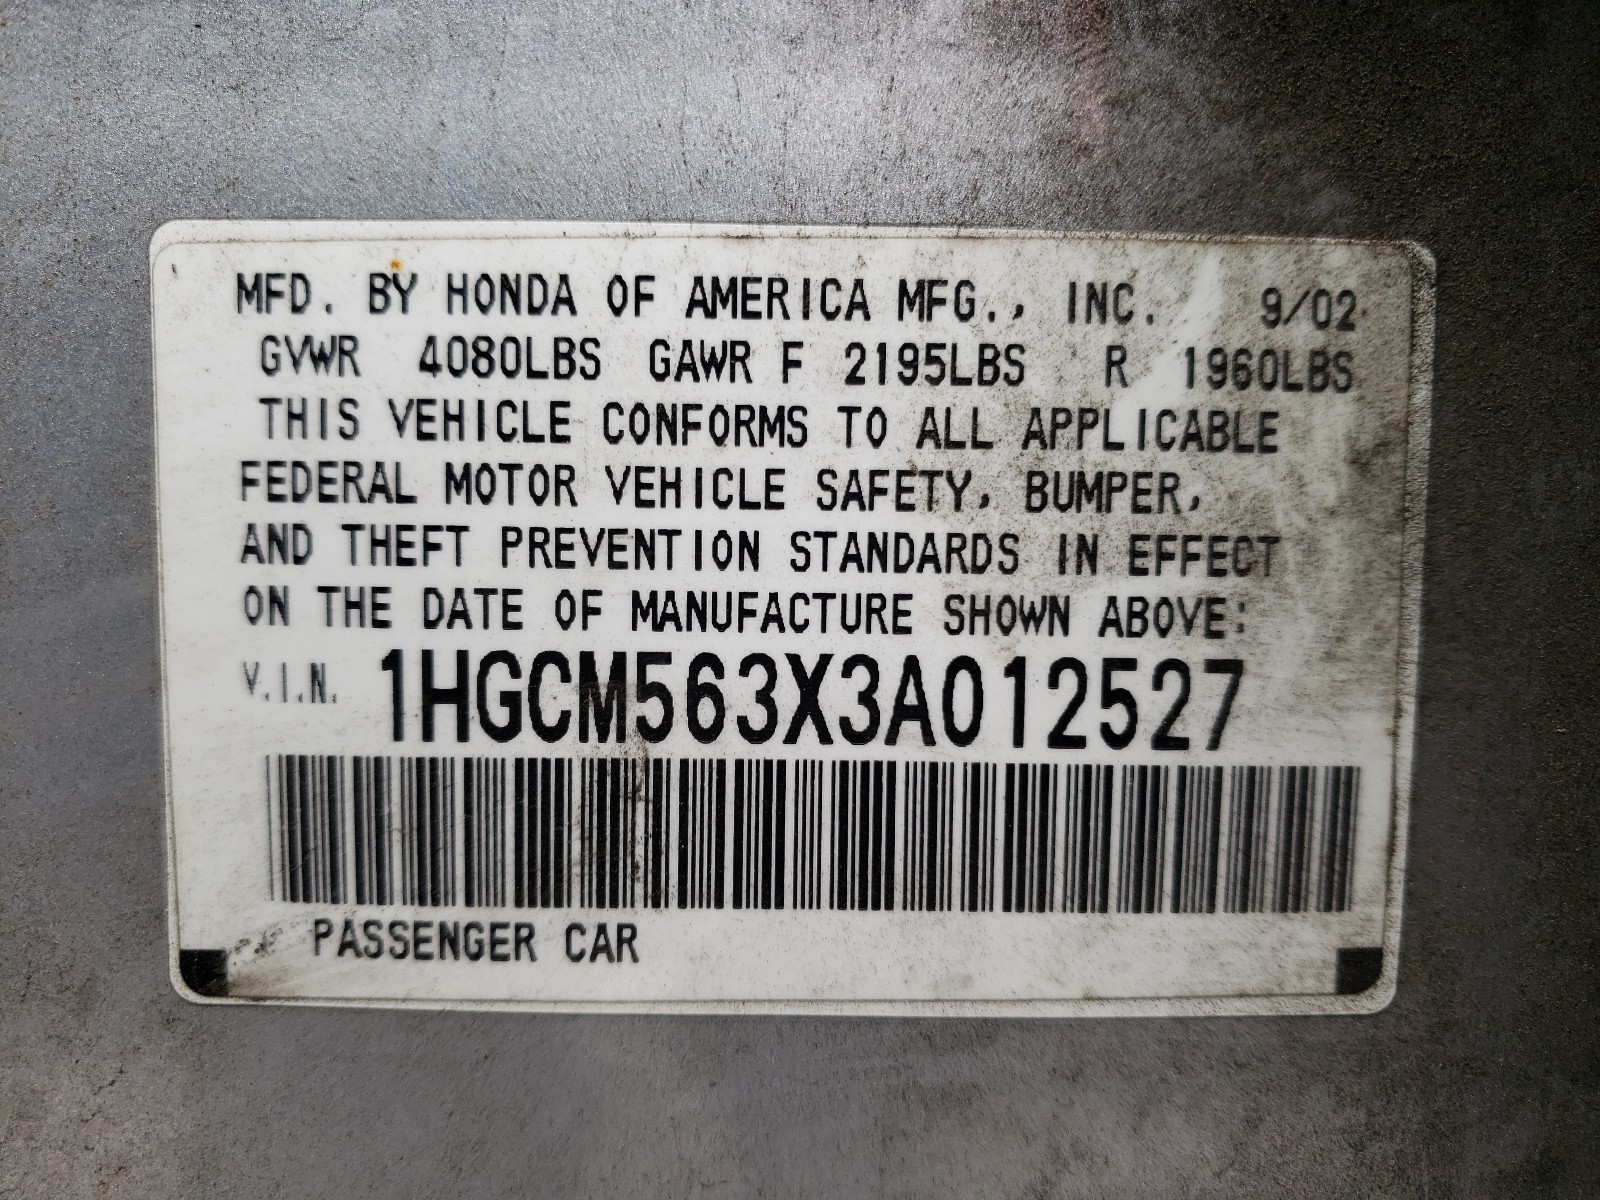 MFD. BY HONDA OF AMERICA MFG., INC. 9/02
GVWR 4080LBS GAWR F 2195LBS R 1960LBS
THIS VEHICLE CONFORMS TO ALL APPLICABLE
FEDERAL MOTOR VEHICLE SAFETY, BUMPER,
AND THEFT PREVENTION STANDARDS IN EFFECT
ON THE DATE OF MANUFACTURE SHOWN ABOVE:
V.I.N. 1HGCM563X3A012527
PASSENGER CAR